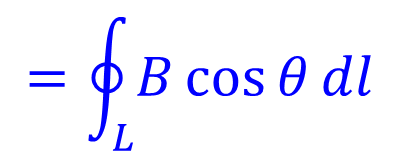 = ∮_L B cos θ dl